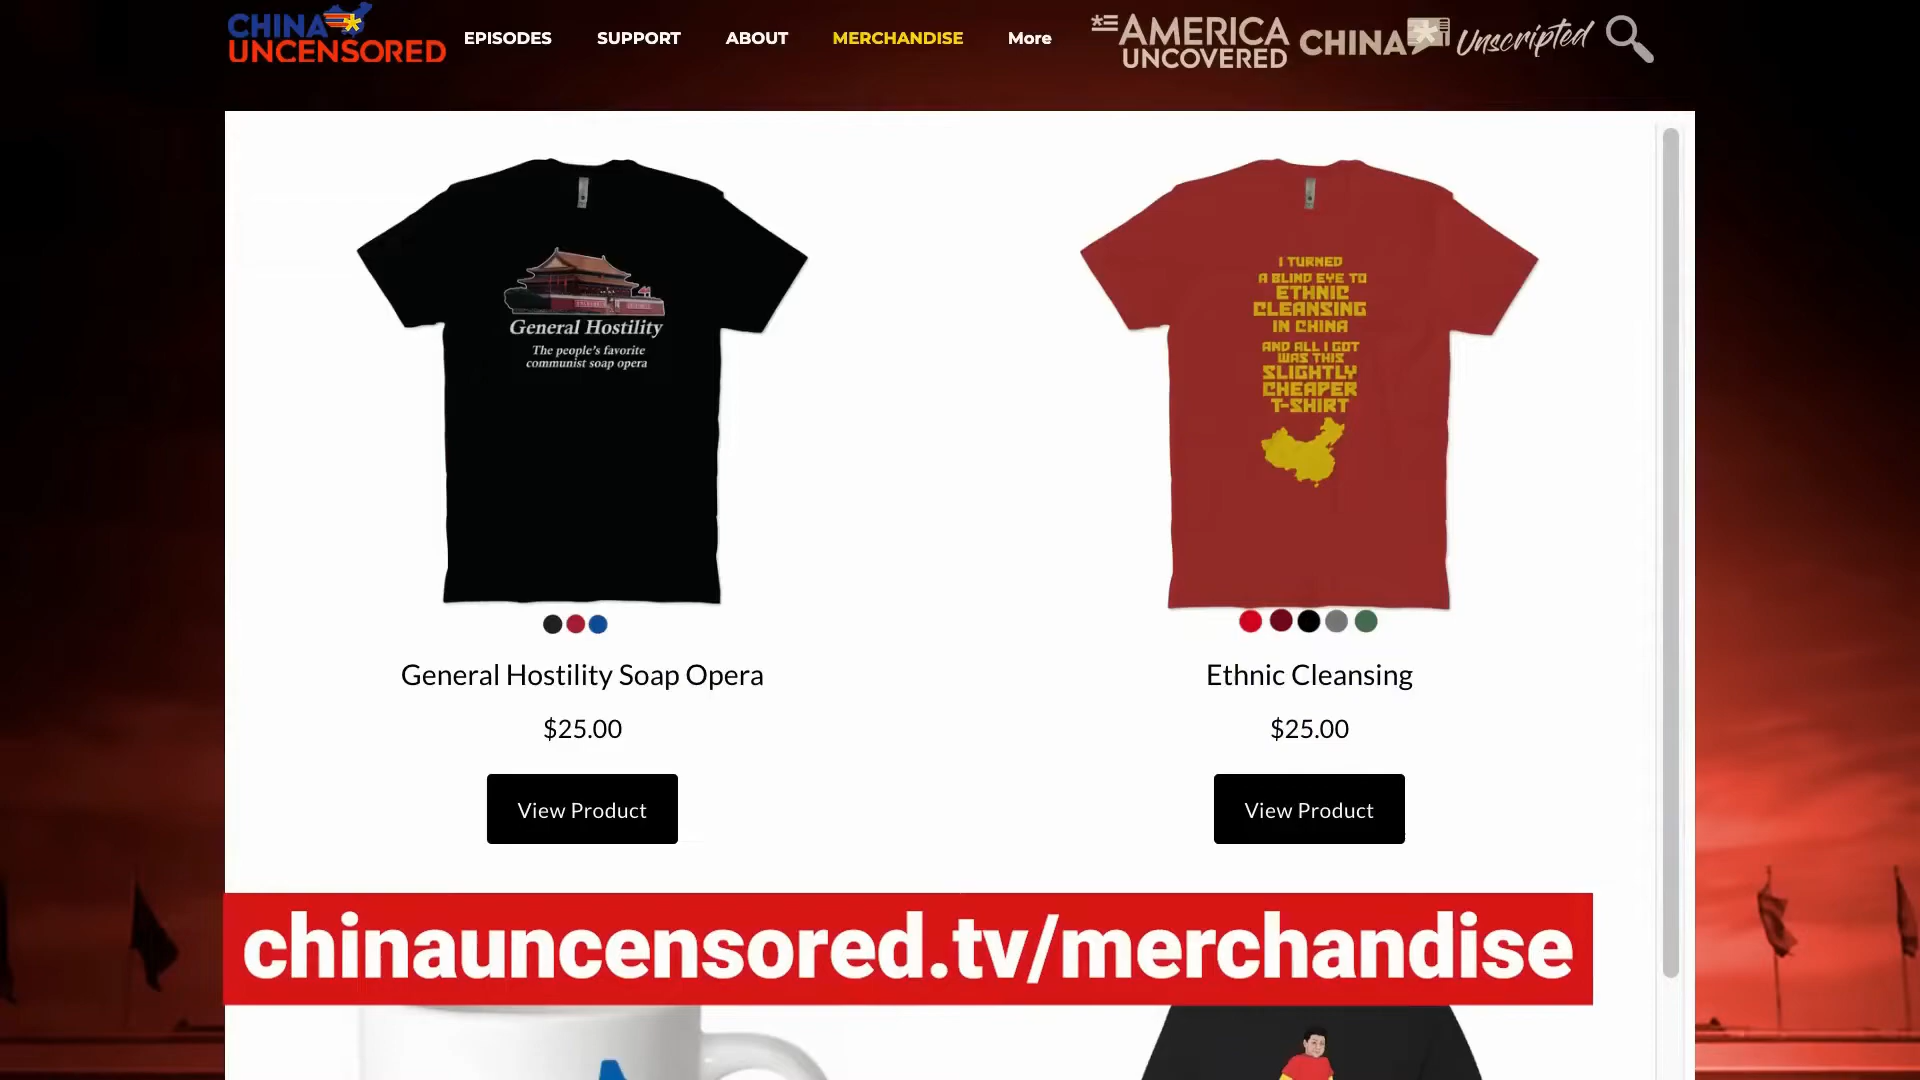 CHINA
UNCENSORED
EPISODES
SUPPORT
ABOUT
MERCHANDISE
More
AMERICA
UNCOVERED
CHINA Unscripted
General Hostility
The people's favorite
communist soap opera
General Hostility Soap Opera
$25.00
View Product
I TURNED
A BLIND EYE TO
ETHNIC
CLEANSING
IN CHINA
AND ALL I GOT
WAS THIS
SLIGHTLY
CHEAPER
T-SHIRT
Ethnic Cleansing
$25.00
View Product
chinauncensored.tv/merchandise